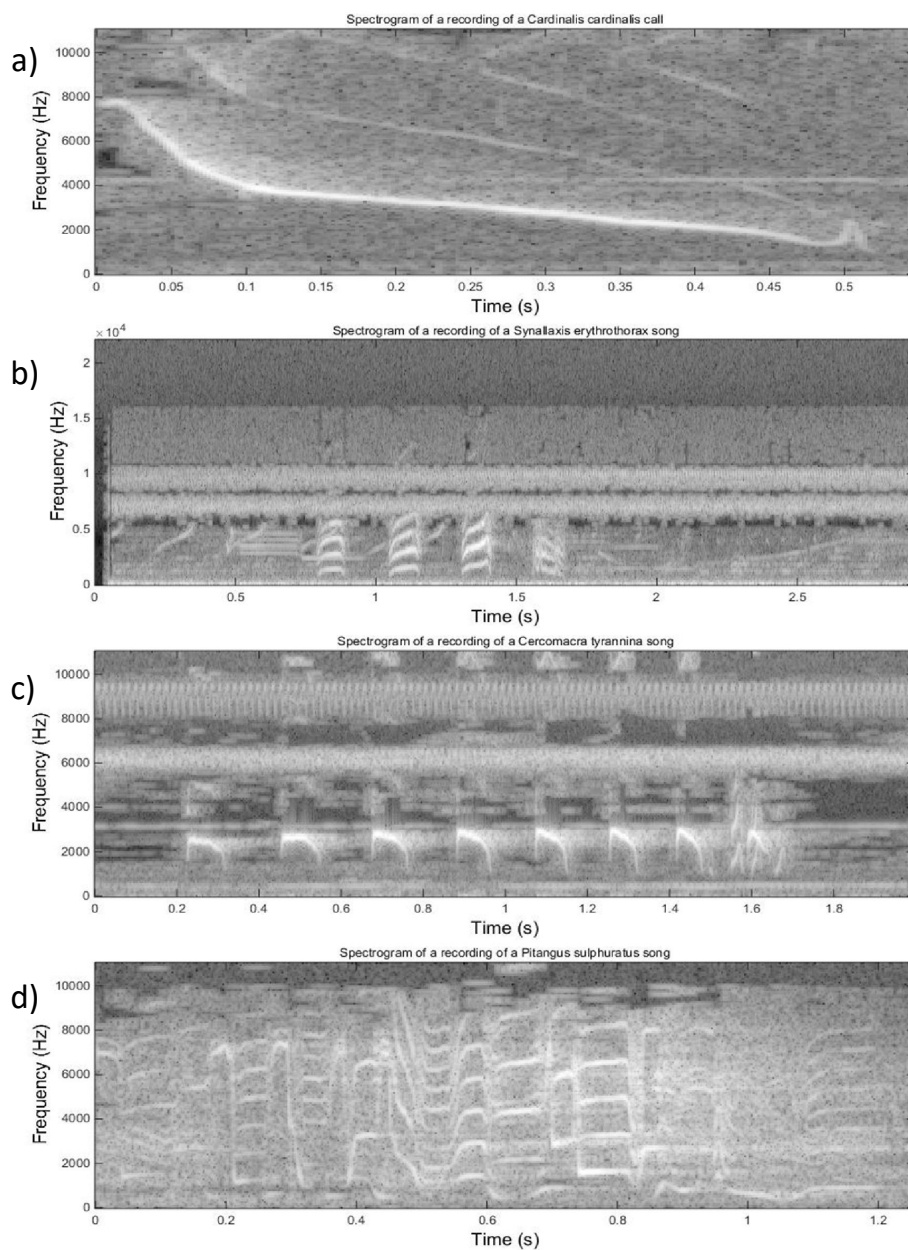 Spectrogram of a recording of a Cardinalis cardinalis call
a)
10000
8000
6000
4000
2000
0
Frequency (Hz)
0 0.05 0.1 0.15 0.2 0.25 0.3 0.35 0.4 0.45 0.5
Time (s)
Spectrogram of a recording of a Synallaxis erythrothorax song
× 10⁴
b)
2
1.5
1
0.5
0
Frequency (Hz)
0 0.5 1 1.5 2 2.5
Time (s)
Spectrogram of a recording of a Cercomacra tyrannina song
c)
10000
8000
6000
4000
2000
0
Frequency (Hz)
0 0.2 0.4 0.6 0.8 1 1.2 1.4 1.6 1.8
Time (s)
Spectrogram of a recording of a Pitangus sulphuratus song
d)
10000
8000
6000
4000
2000
0
Frequency (Hz)
0 0.2 0.4 0.6 0.8 1 1.2
Time (s)